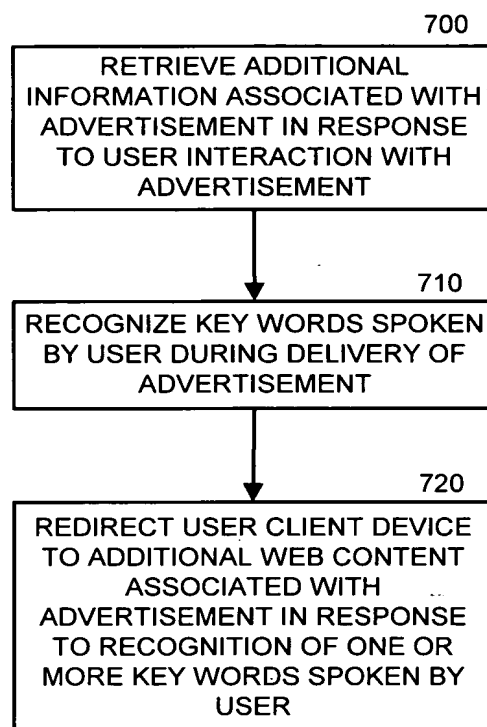 700
RETRIEVE ADDITIONAL
INFORMATION ASSOCIATED WITH
ADVERTISEMENT IN RESPONSE
TO USER INTERACTION WITH
ADVERTISEMENT
710
RECOGNIZE KEY WORDS SPOKEN
BY USER DURING DELIVERY OF
ADVERTISEMENT
720
REDIRECT USER CLIENT DEVICE
TO ADDITIONAL WEB CONTENT
ASSOCIATED WITH
ADVERTISEMENT IN RESPONSE
TO RECOGNITION OF ONE OR
MORE KEY WORDS SPOKEN BY
USER